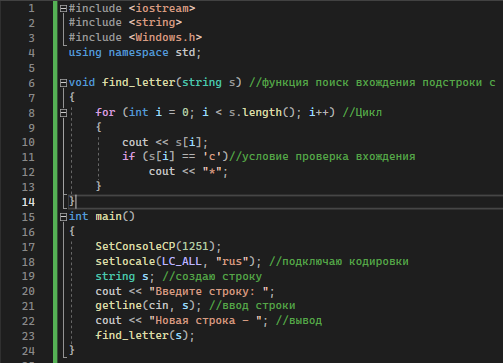 1 #include <iostream>
2 #include <string>
3 #include <Windows.h>
4 using namespace std;
5
6 void find_letter(string s) //функция поиск вхождения подстроки с
7 {
8 for (int i = 0; i < s.length(); i++) //Цикл
9 {
10 cout << s[i];
11 if (s[i] == 'с')//условие проверка вхождения
12 cout << "*";
13 }
14 }
15 int main()
16 {
17 SetConsoleCP(1251);
18 setlocale(LC_ALL, "rus"); //подключаю кодировки
19 string s; //создаю строку
20 cout << "Введите строку: ";
21 getline(cin, s); //ввод строки
22 cout << "Новая строка - "; //вывод
23 find_letter(s);
24 }